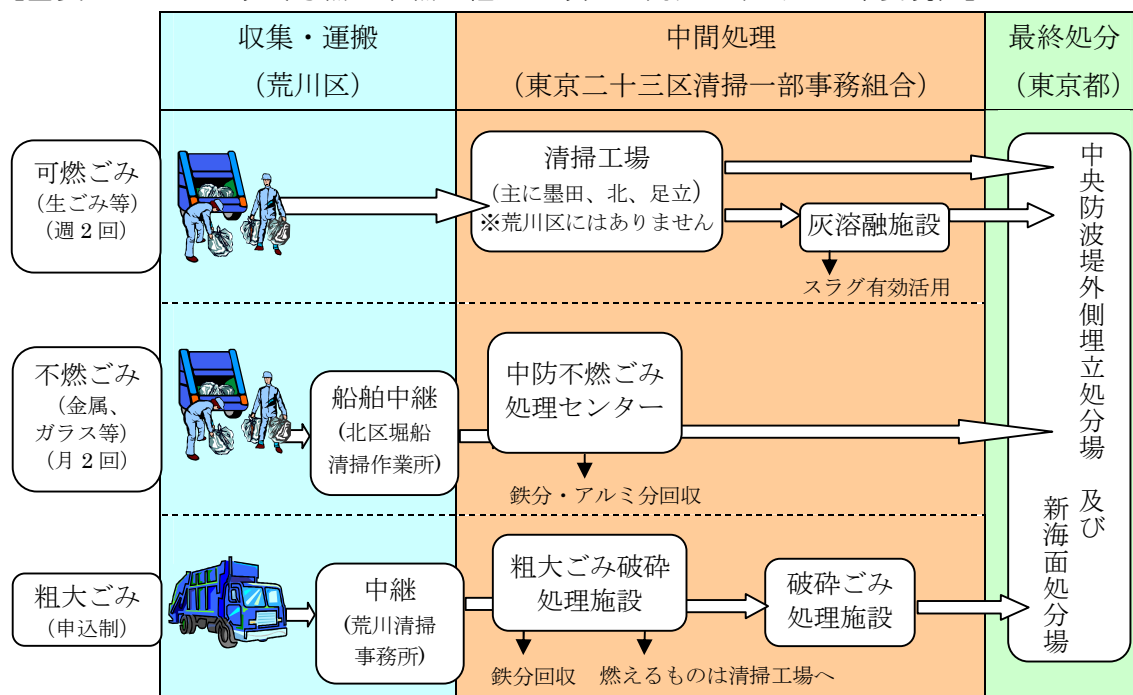 収集・運搬
（荒川区）
中間処理
（東京二十三区清掃一部事務組合）
最終処分
（東京都）
可燃ごみ
（生ごみ等）
（週２回）
清掃工場
(主に墨田、北、足立)
※荒川区にはありません
灰溶融施設
スラグ有効活用
不燃ごみ
（金属、
ガラス等）
（月２回）
船舶中継
(北区堀船
清掃作業所)
中防不燃ごみ
処理センター
鉄分・アルミ分回収
粗大ごみ
（申込制）
中継
(荒川清掃
事務所)
粗大ごみ破砕
処理施設
鉄分回収
燃えるものは清掃工場へ
破砕ごみ
処理施設
中央防波堤外側埋立処分場 及び
新海面処分場